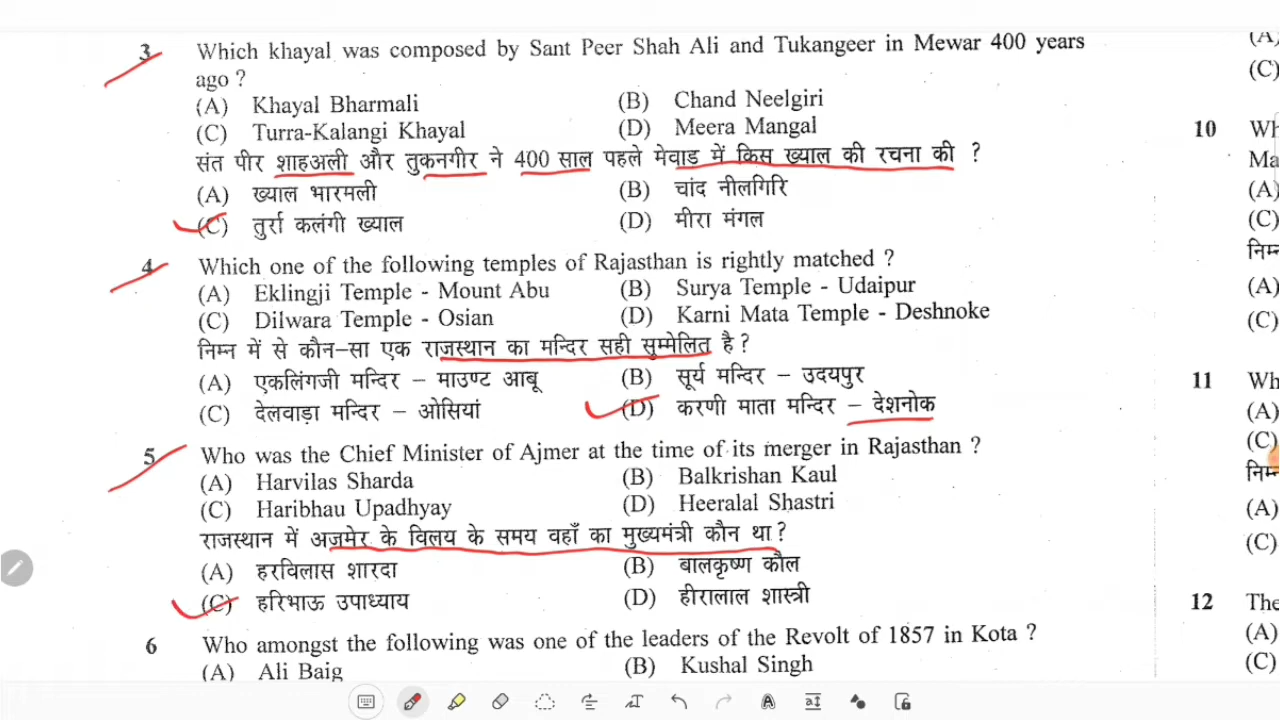 3 Which khayal was composed by Sant Peer Shah Ali and Tukangeer in Mewar 400 years
ago ?
(A) Khayal Bharmali (B) Chand Neelgiri
(C) Turra-Kalangi Khayal (D) Meera Mangal
संत पीर शाहअली और तुकनगीर ने 400 साल पहले मेवाड में किस ख्याल की रचना की ?
(A) ख्याल भारमली (B) चांद नीलगिरि
(C) तुर्रा कलंगी ख्याल (D) मीरा मंगल
4 Which one of the following temples of Rajasthan is rightly matched ?
(A) Eklingji Temple - Mount Abu (B) Surya Temple - Udaipur
(C) Dilwara Temple - Osian (D) Karni Mata Temple - Deshnoke
निम्न में से कौन-सा एक राजस्थान का मन्दिर सही सुम्मेलित है ?
(A) एकलिंगजी मन्दिर – माउण्ट आबू (B) सूर्य मन्दिर – उदयपुर
(C) देलवाड़ा मन्दिर – ओसियां (D) करणी माता मन्दिर – देशनोक
5 Who was the Chief Minister of Ajmer at the time of its merger in Rajasthan ?
(A) Harvilas Sharda (B) Balkrishan Kaul
(C) Haribhau Upadhyay (D) Heeralal Shastri
राजस्थान में अजमेर के विलय के समय वहाँ का मुख्यमंत्री कौन था ?
(A) हरविलास शारदा (B) बालकृष्ण कौल
(C) हरिभाऊ उपाध्याय (D) हीरालाल शास्त्री
6 Who amongst the following was one of the leaders of the Revolt of 1857 in Kota ?
(A) Ali Baig (B) Kushal Singh
(A)
(C)
10 Wh
Ma
(A)
(C)
निम्
(A)
(C)
11 Wh
(A)
(C)
निम्
(A)
(C)
12 The
(A)
(C)